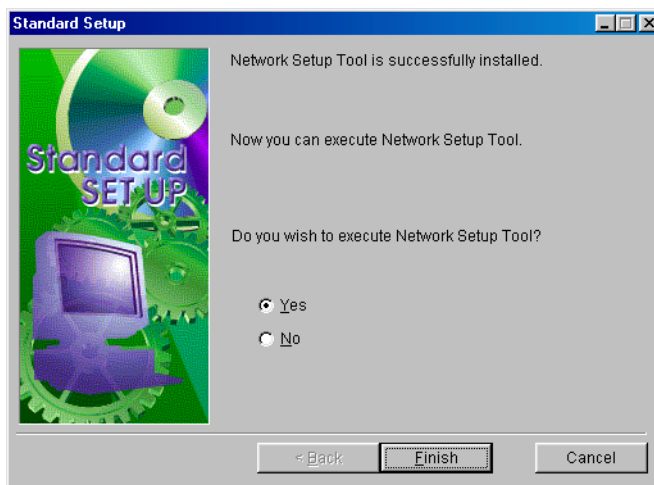 Standard Setup
Network Setup Tool is successfully installed.
Now you can execute Network Setup Tool.
Standard
SET UP
Do you wish to execute Network Setup Tool?
Yes
No
< Back
Finish
Cancel